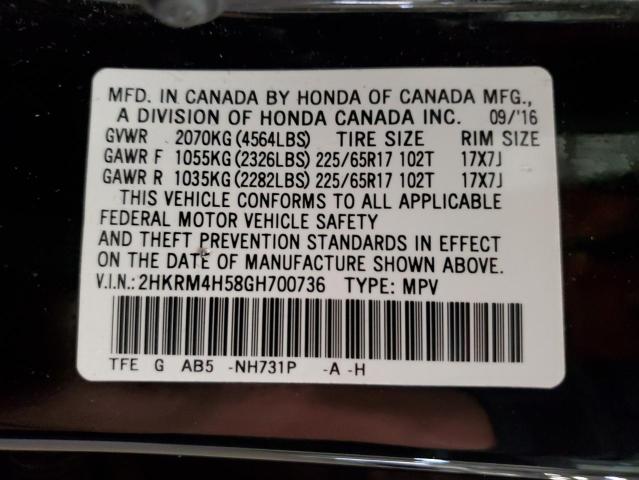 MFD. IN CANADA BY HONDA OF CANADA MFG.,
A DIVISION OF HONDA CANADA INC. 09/'16
GVWR 2070KG (4564LBS) TIRE SIZE RIM SIZE
GAWR F 1055KG (2326LBS) 225/65R17 102T 17X7J
GAWR R 1035KG (2282LBS) 225/65R17 102T 17X7J
THIS VEHICLE CONFORMS TO ALL APPLICABLE
FEDERAL MOTOR VEHICLE SAFETY
AND THEFT PREVENTION STANDARDS IN EFFECT
ON THE DATE OF MANUFACTURE SHOWN ABOVE.
V.I.N.: 2HKRM4H58GH700736 TYPE: MPV
TFE G AB5 -NH731P -A -H